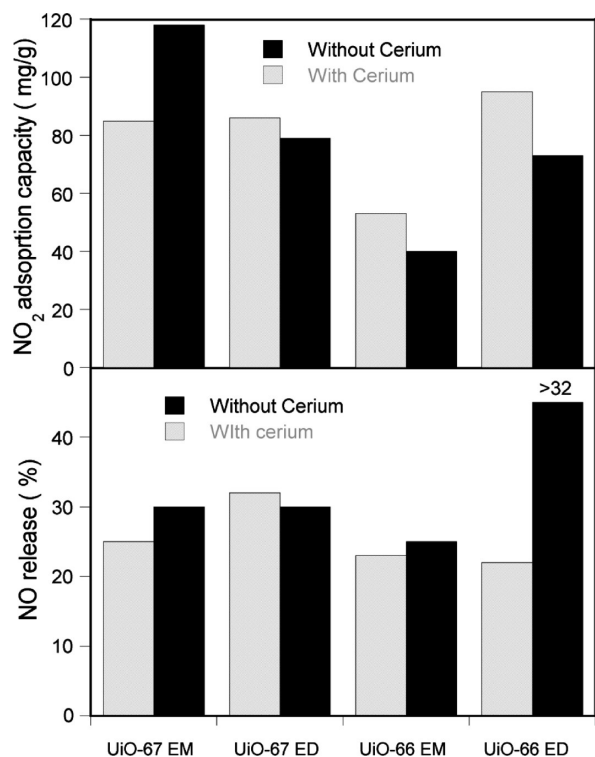 120
100
80
60
40
20
0
NO2 adsoprtion capacity ( mg/g)
Without Cerium
With Cerium
40
30
20
10
0
NO release ( %)
Without Cerium
WIth cerium
>32
UiO-67 EM UiO-67 ED UiO-66 EM UiO-66 ED